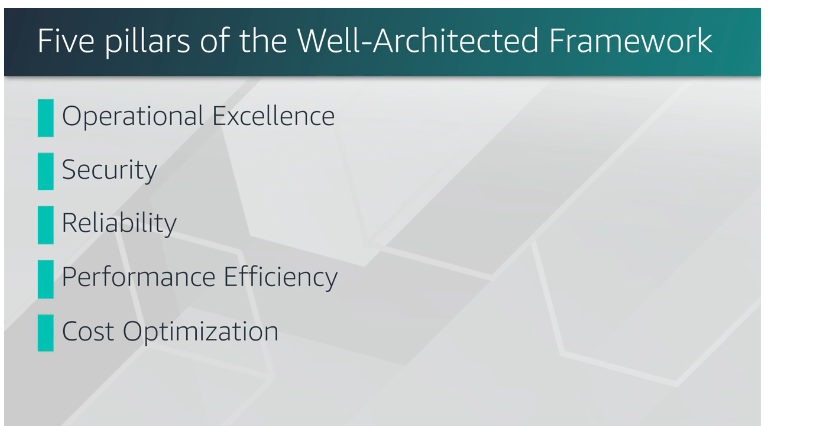 Five pillars of the Well-Architected Framework
Operational Excellence
Security
Reliability
Performance Efficiency
Cost Optimization